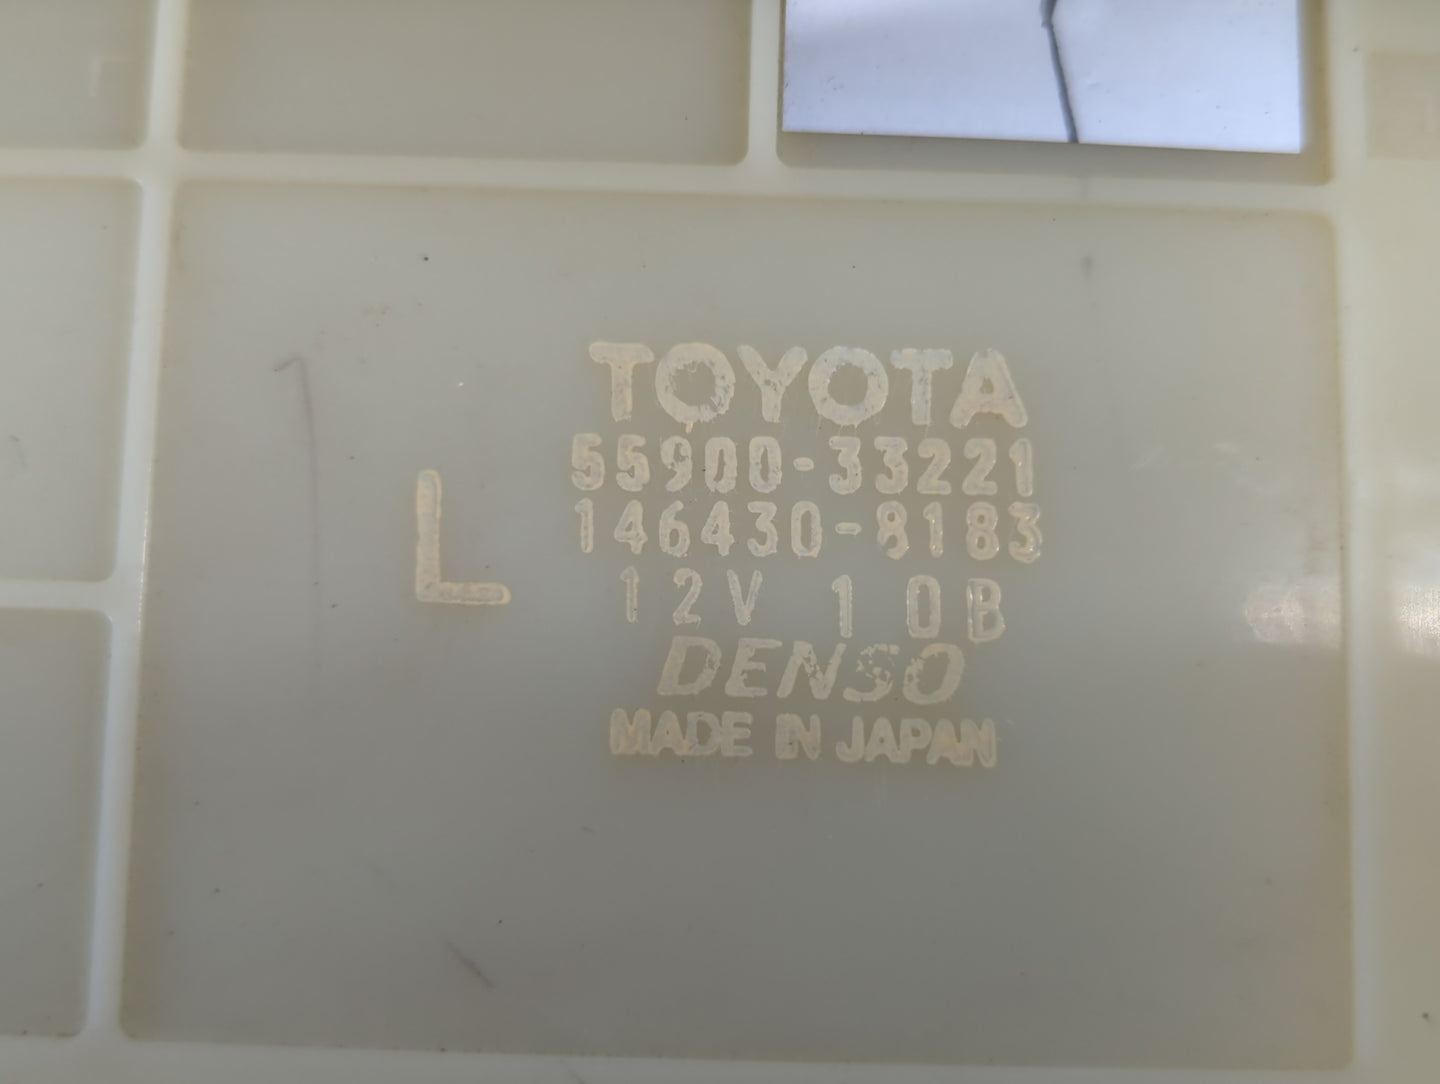 TOYOTA
55900-33221
146430-8183
L
12V 10B
DENSO
MADE IN JAPAN